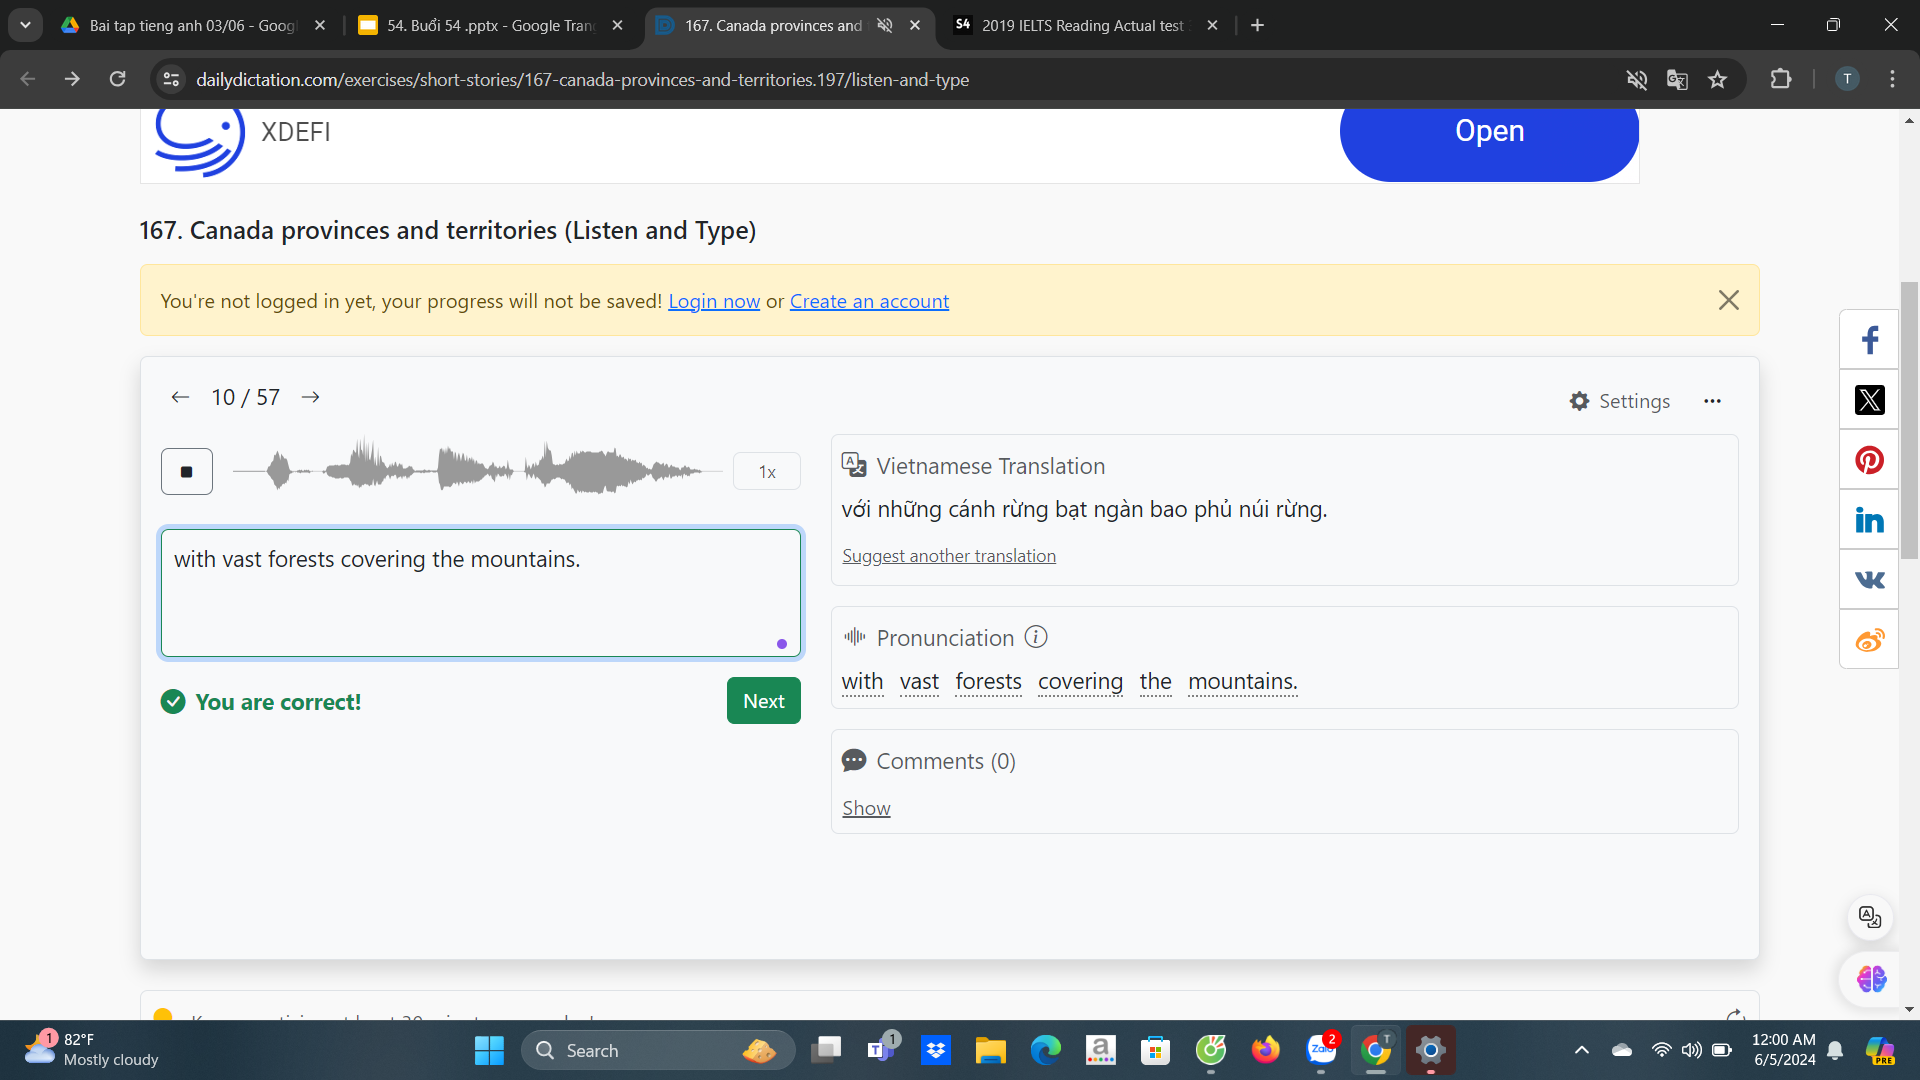 Bai tap tieng anh 03/06 - Googl
54. Buổi 54 .pptx - Google Tran
167. Canada provinces and
S4
2019 IELTS Reading Actual test
dailydictation.com/exercises/short-stories/167-canada-provinces-and-territories.197/listen-and-type
T
XDEFI
Open
167. Canada provinces and territories (Listen and Type)
You're not logged in yet, your progress will not be saved! Login now or Create an account
10 / 57
Settings
1x
Vietnamese Translation
với những cánh rừng bạt ngàn bao phủ núi rừng.
Suggest another translation
with vast forests covering the mountains.
Pronunciation
with vast forests covering the mountains.
You are correct!
Next
Comments (0)
Show
1
82°F
Mostly cloudy
Search
1
Zalo
2
T
12:00 AM
6/5/2024
PRE